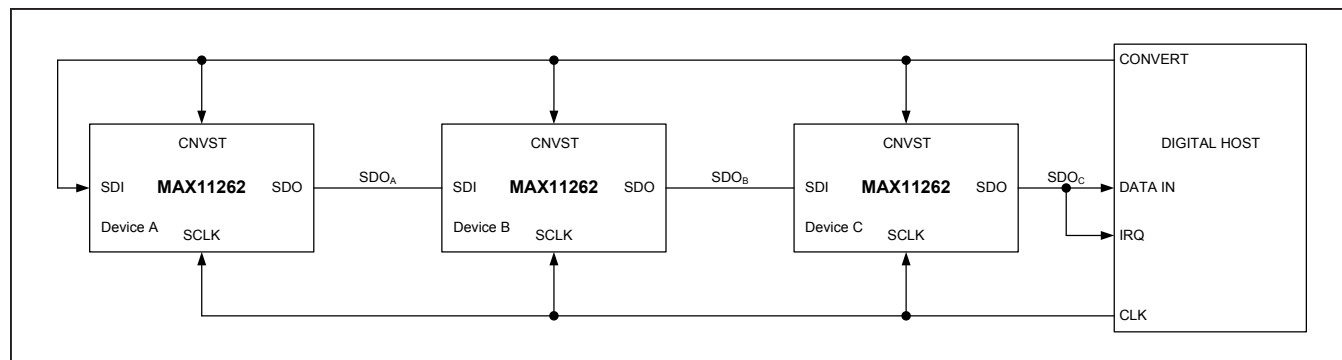 CONVERT
CNVST
CNVST
CNVST
DIGITAL HOST
SDI
MAX11262
SDO
SDOA
SDI
MAX11262
SDO
SDOB
SDI
MAX11262
SDO
SDOC
DATA IN
Device A
SCLK
Device B
SCLK
Device C
SCLK
IRQ
CLK